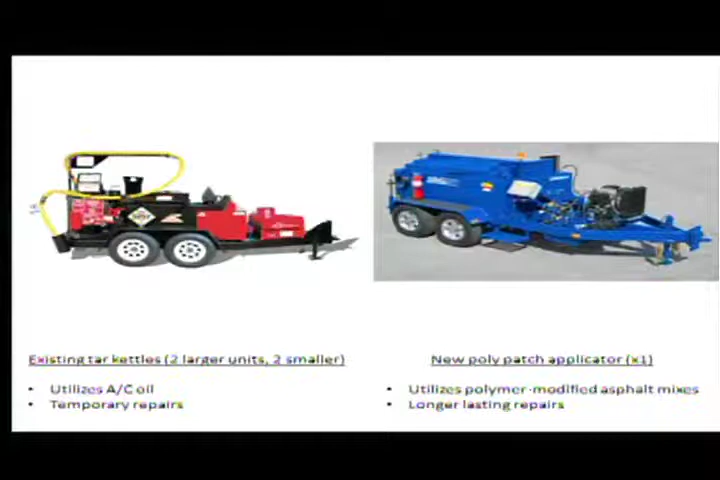 Existing tar kettles (2 larger units, 2 smaller)
• Utilizes A/C oil
• Temporary repairs
New poly patch applicator (x1)
• Utilizes polymer-modified asphalt mixes
• Longer lasting repairs